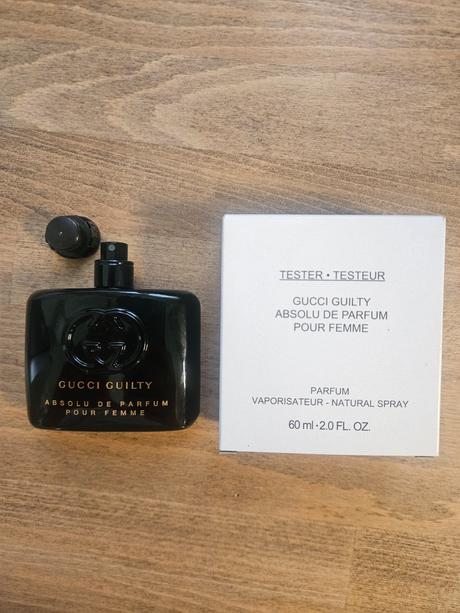 GUCCI GUILTY
ABSOLU DE PARFUM
POUR FEMME
TESTER • TESTEUR
GUCCI GUILTY
ABSOLU DE PARFUM
POUR FEMME
PARFUM
VAPORISATEUR - NATURAL SPRAY
60 ml • 2.0 FL. OZ.